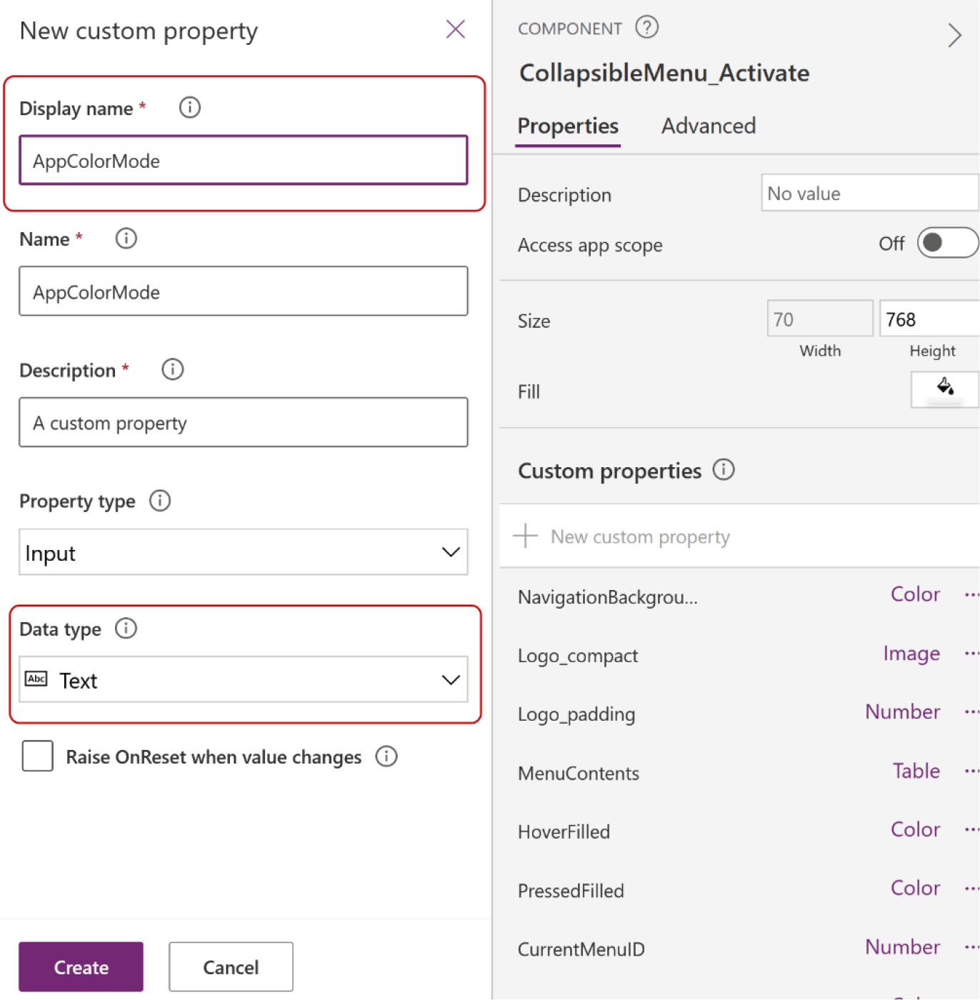 New custom property
Display name *
AppColorMode
Name *
AppColorMode
Description *
A custom property
Property type
Input
Data type
Abc Text
Raise OnReset when value changes
Create Cancel
COMPONENT
CollapsibleMenu_Activate
Properties Advanced
Description No value
Access app scope Off
Size 70 768
Width Height
Fill
Custom properties
New custom property
NavigationBackgrou... Color
Logo_compact Image
Logo_padding Number
MenuContents Table
HoverFilled Color
PressedFilled Color
CurrentMenuID Number